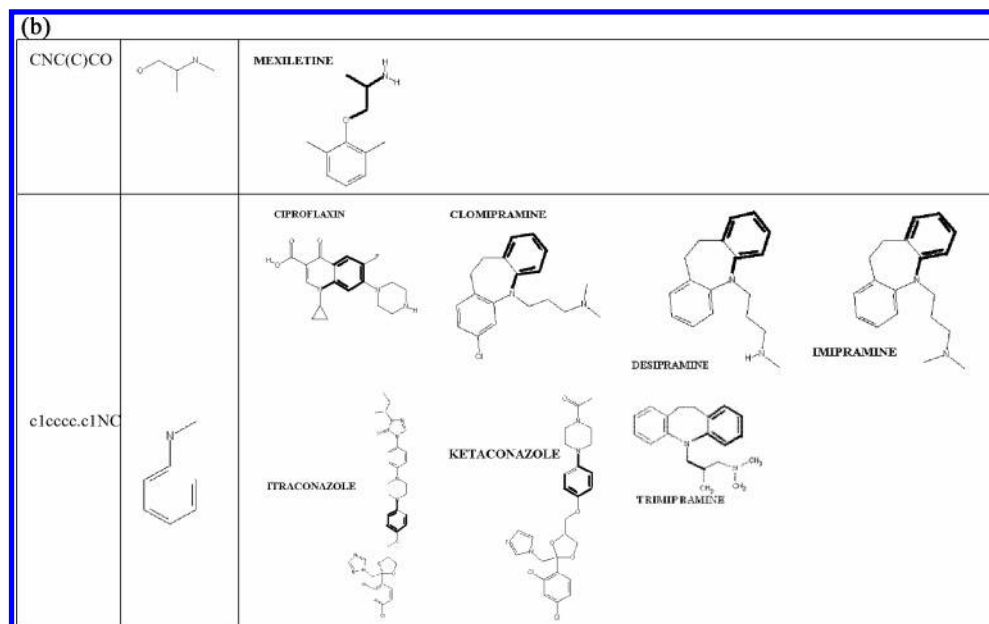 (b)
CNC(C)CO
MEXILETINE
CIPROFLAXIN
CLOMIPRAMINE
DESIPRAMINE
IMIPRAMINE
c1cccc.c1NC
ITRACONAZOLE
KETACONAZOLE
TRIMIPRAMINE